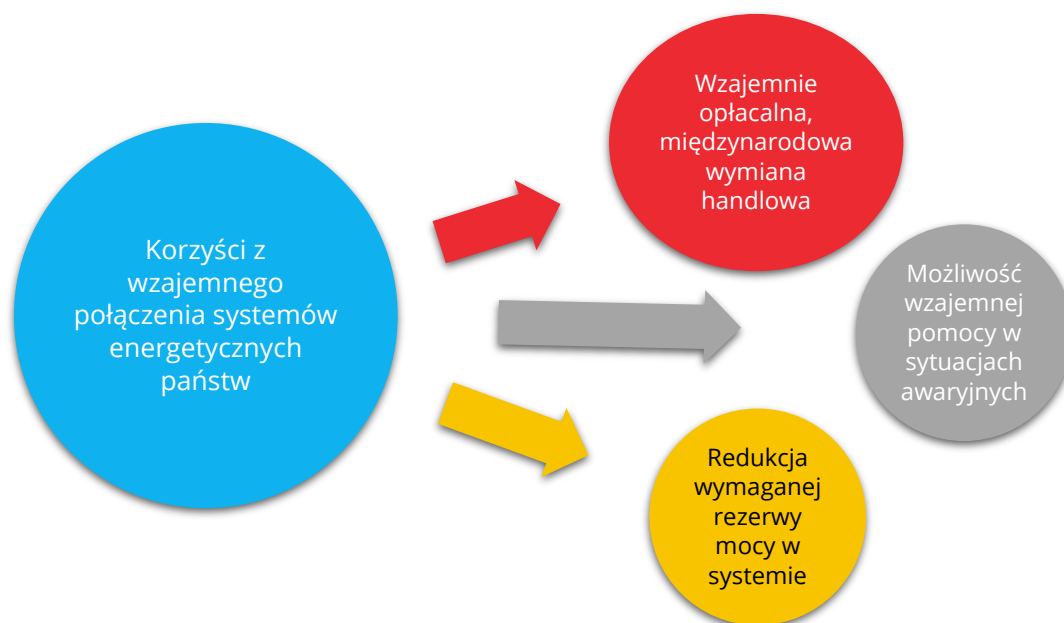 Korzyści z
wzajemnego
połączenia systemów
energetycznych
państw
Wzajemnie
opłacalna,
międzynarodowa
wymiana
handlowa
Możliwość
wzajemnej
pomocy w
sytuacjach
awaryjnych
Redukcja
wymaganej
rezerwy
mocy w
systemie